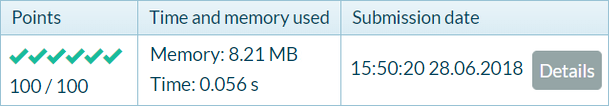 Points Time and memory used Submission date
100 / 100
Memory: 8.21 MB
Time: 0.056 s
15:50:20 28.06.2018 Details